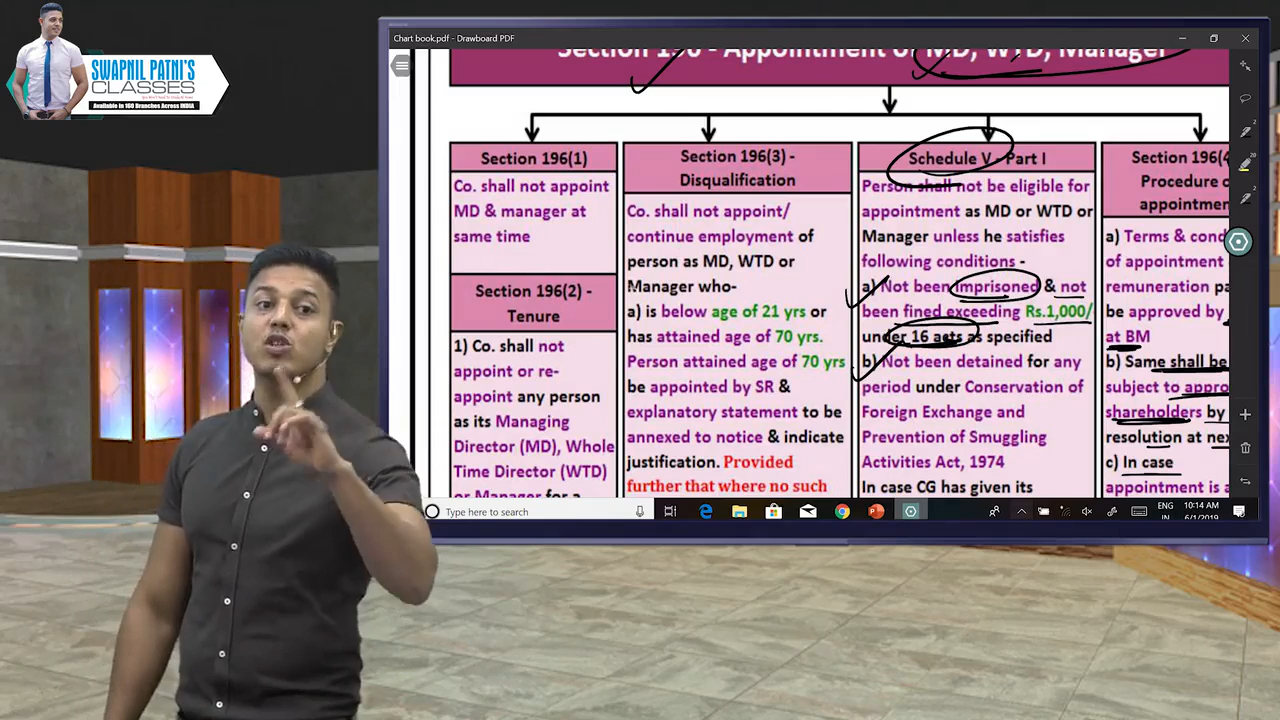 SWAPNIL PATNI'S
CLASSES
Available in 160 Branches Across INDIA
Chart book.pdf - Drawboard PDF
Appointment of MD, WTD, Manager
Section 196(1)
Co. shall not appoint
MD & manager at
same time
Section 196(2) -
Tenure
1) Co. shall not
appoint or re-
appoint any person
as its Managing
Director (MD), Whole
Time Director (WTD)
or Manager for a
Section 196(3) -
Disqualification
Co. shall not appoint/
continue employment of
person as MD, WTD or
Manager who-
a) is below age of 21 yrs or
has attained age of 70 yrs.
Person attained age of 70 yrs
be appointed by SR &
explanatory statement to be
annexed to notice & indicate
justification. Provided
further that where no such
Schedule V - Part I
Person shall not be eligible for
appointment as MD or WTD or
Manager unless he satisfies
following conditions -
a) Not been imprisoned & not
been fined exceeding Rs.1,000/
under 16 acts as specified
b) Not been detained for any
period under Conservation of
Foreign Exchange and
Prevention of Smuggling
Activities Act, 1974
In case CG has given its
Section 196(4
Procedure o
appointmen
a) Terms & cond
of appointment
remuneration pa
be approved by
at BM
b) Same shall be
subject to appro
shareholders by
resolution at nex
c) In case
appointment is a
Type here to search
ENG
IN
10:14 AM
6/1/2019